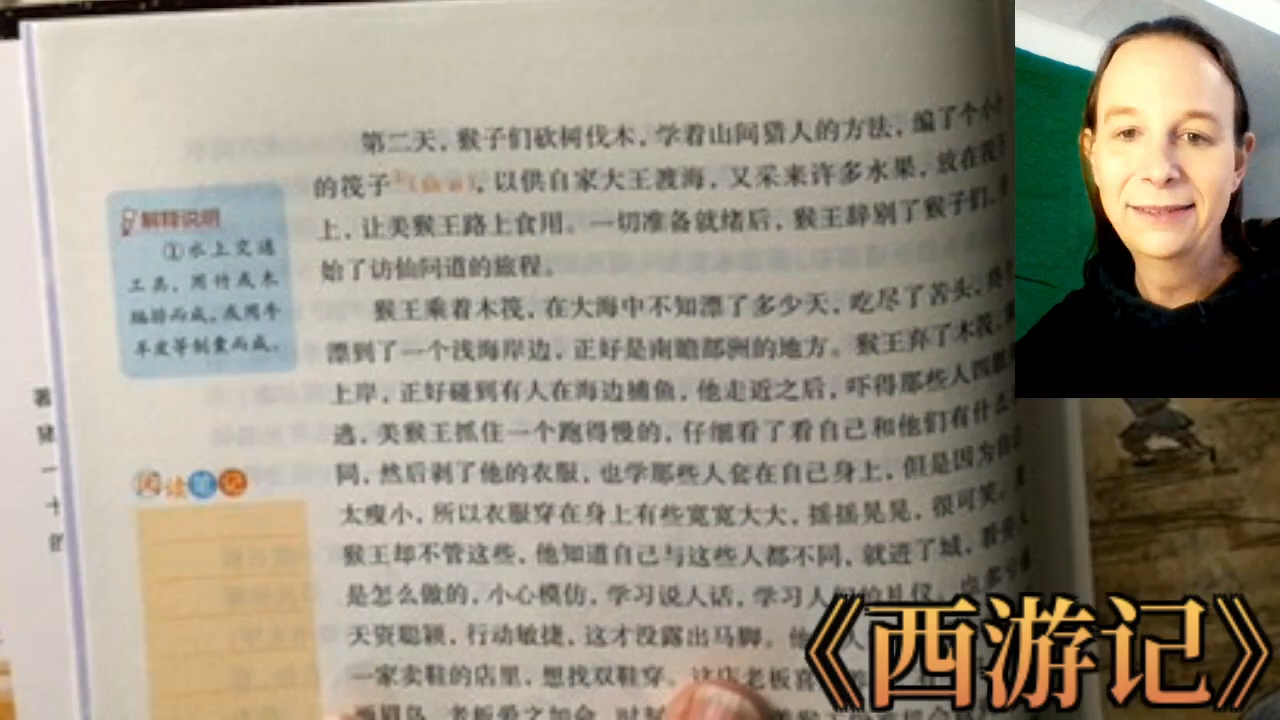 第二天，猴子们砍树伐木，学着山间猎人的方法，编了个小
的筏子，以供自家大王渡海，又采来许多水果，放在筏子
上，让美猴王路上食用。一切准备就绪后，猴王辞别了猴子们，
始了访仙问道的旅程。
猴王乘着木筏，在大海中不知漂了多少天，吃尽了苦头，终
漂到了一个浅海岸边，正好是南瞻部洲的地方。猴王弃了木筏，
上岸，正好碰到有人在海边捕鱼，他走近之后，吓得那些人四
逃，美猴王抓住一个跑得慢的，仔细看了看自己和他们有什么
同，然后剥了他的衣服，也学那些人套在自己身上，但是因为自
太瘦小，所以衣服穿在身上有些宽宽大大，摇摇晃晃，很可笑。
猴王却不管这些，他知道自己与这些人都不同，就进了城，看
是怎么做的，小心模仿，学习说人话，学习人
天资聪颖，行动敏捷，这才没露出马脚。他
一家卖鞋的店里，想找双鞋穿。这店老板喜
解释说明
①水上交通
工具，用竹或木
编排而成，或用牛
羊皮等制囊而成。
阅读笔记
《西游记》